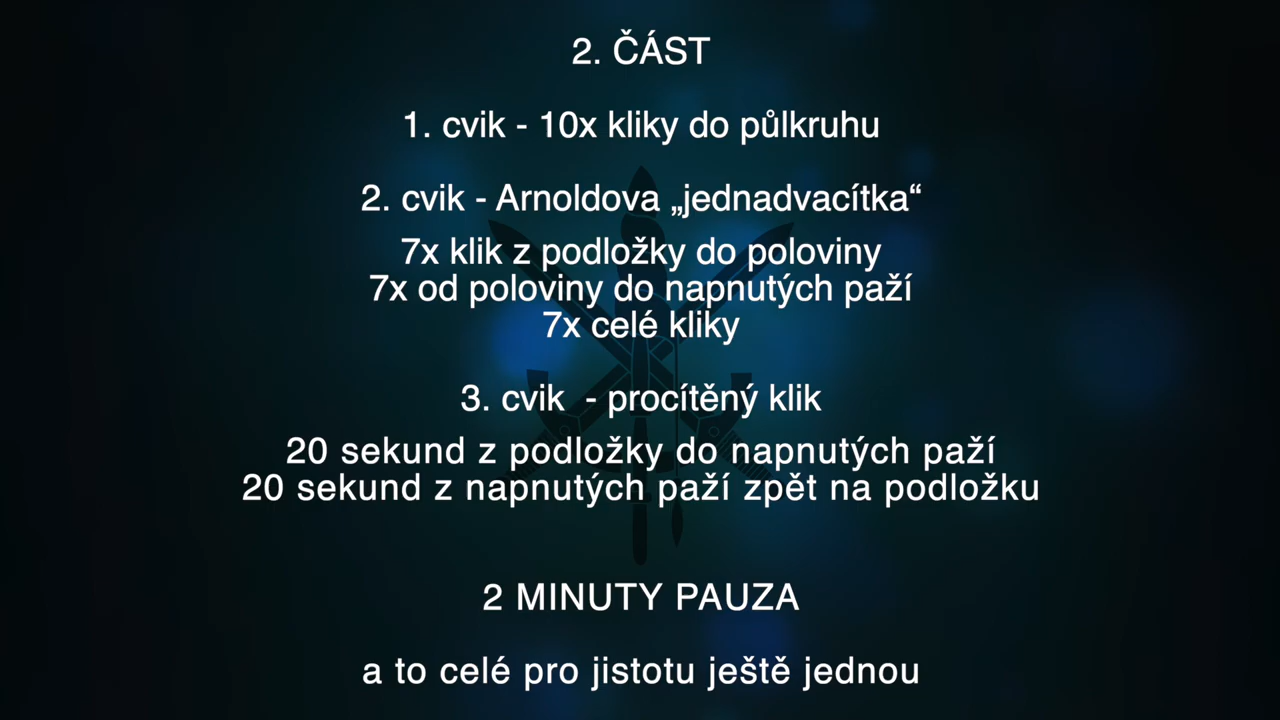 2. ČÁST
1. cvik - 10x kliky do půlkruhu
2. cvik - Arnoldova „jednadvacítka“
7x klik z podložky do poloviny
7x od poloviny do napnutých paží
7x celé kliky
3. cvik - procítěný klik
20 sekund z podložky do napnutých paží
20 sekund z napnutých paží zpět na podložku
2 MINUTY PAUZA
a to celé pro jistotu ještě jednou